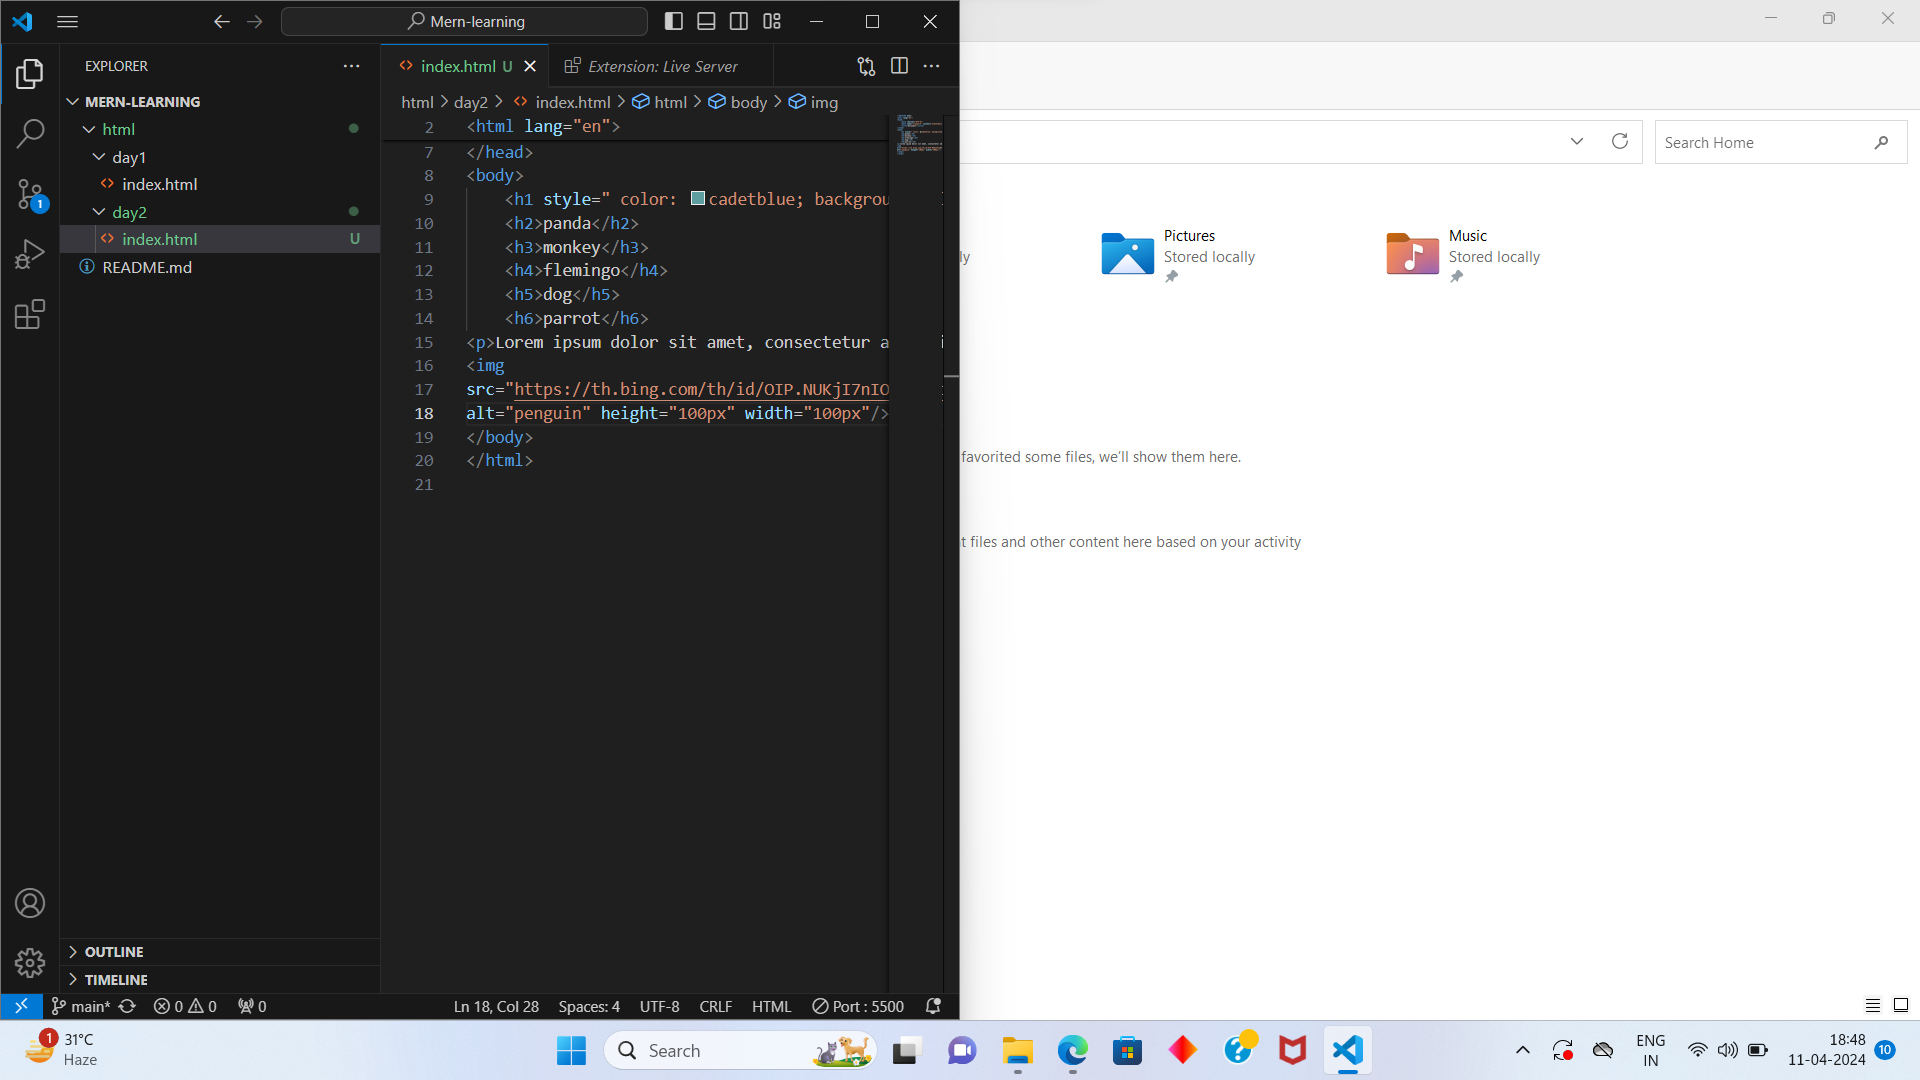 Mern-learning
EXPLORER
MERN-LEARNING
html
day1
index.html
day2
index.html U
README.md
OUTLINE
TIMELINE
index.html U
Extension: Live Server
html > day2 > index.html > html > body > img
2 <html lang="en">
7 </head>
8 <body>
9 <h1 style=" color: cadetblue; backgrou
10 <h2>panda</h2>
11 <h3>monkey</h3>
12 <h4>flemingo</h4>
13 <h5>dog</h5>
14 <h6>parrot</h6>
15 <p>Lorem ipsum dolor sit amet, consectetur a
16 <img
17 src="https://th.bing.com/th/id/OIP.NUKjI7nIO
18 alt="penguin" height="100px" width="100px"/>
19 </body>
20 </html>
21
1
main* 0 0 0
Ln 18, Col 28 Spaces: 4 UTF-8 CRLF HTML Port : 5500
Search Home
ly
Pictures
Stored locally
Music
Stored locally
favorited some files, we'll show them here.
t files and other content here based on your activity
1
31°C
Haze
Search
ENG
IN
18:48
11-04-2024
10